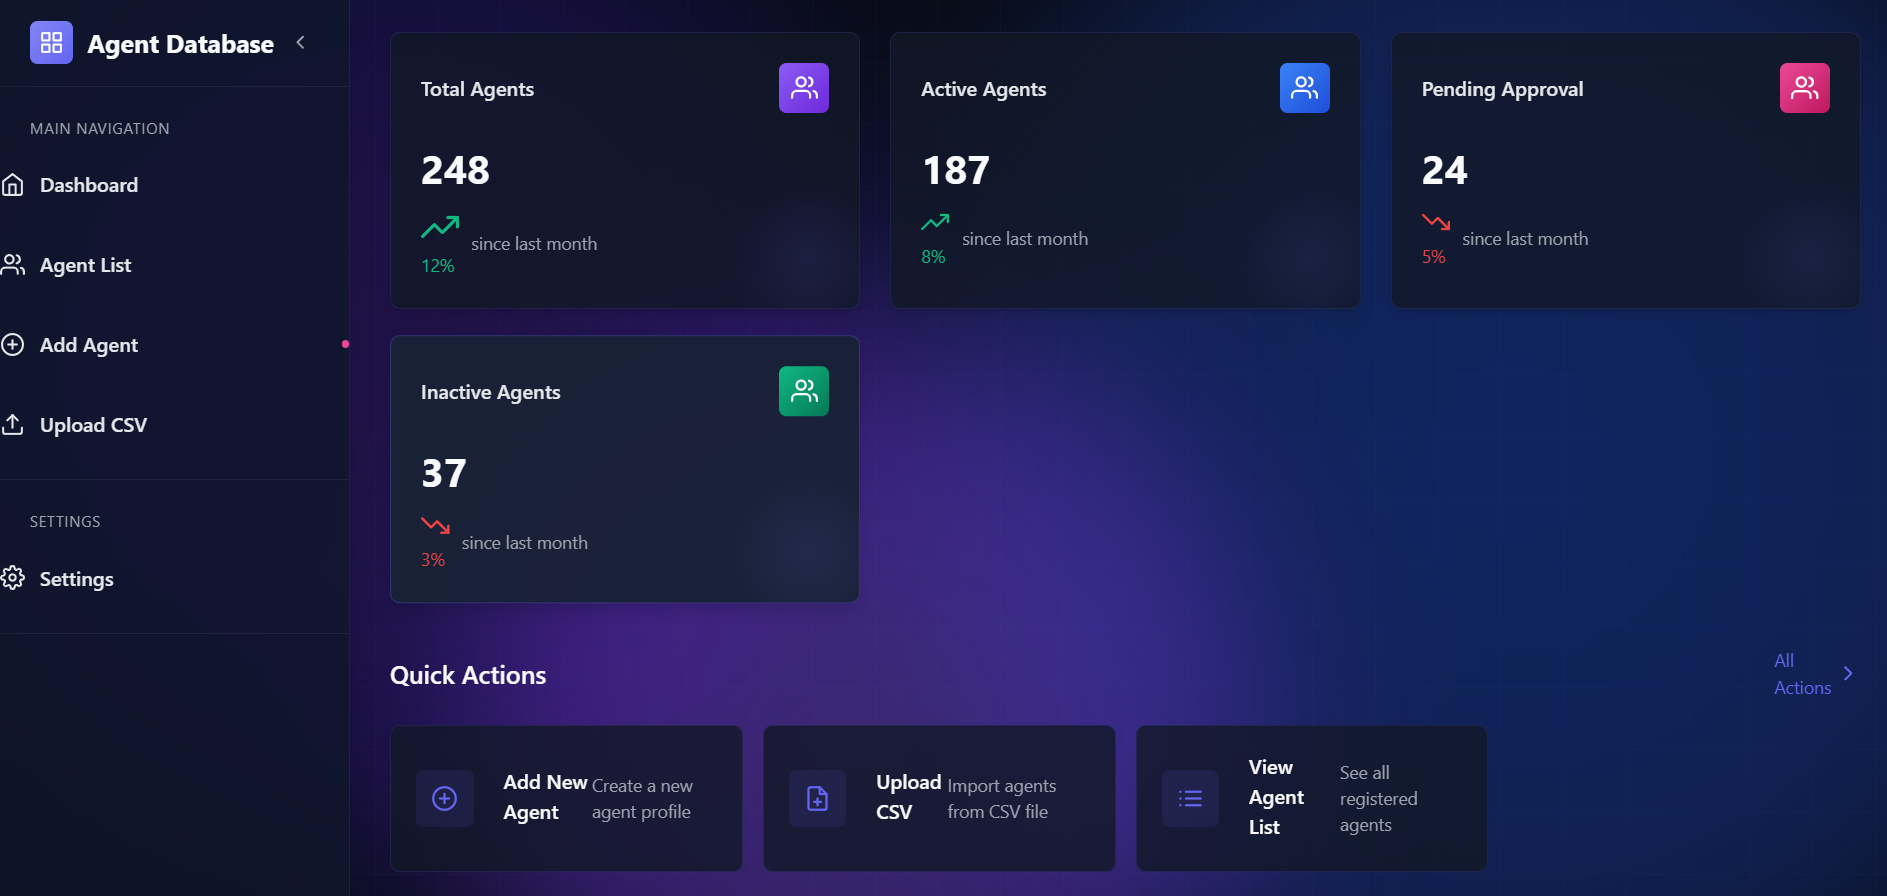 Agent Database
MAIN NAVIGATION
Dashboard
Agent List
Add Agent
Upload CSV
SETTINGS
Settings
Total Agents
248
12%
since last month
Active Agents
187
8%
since last month
Pending Approval
24
5%
since last month
Inactive Agents
37
3%
since last month
Quick Actions
All
Actions
Add New
Agent
Create a new
agent profile
Upload
CSV
Import agents
from CSV file
View
Agent
List
See all
registered
agents